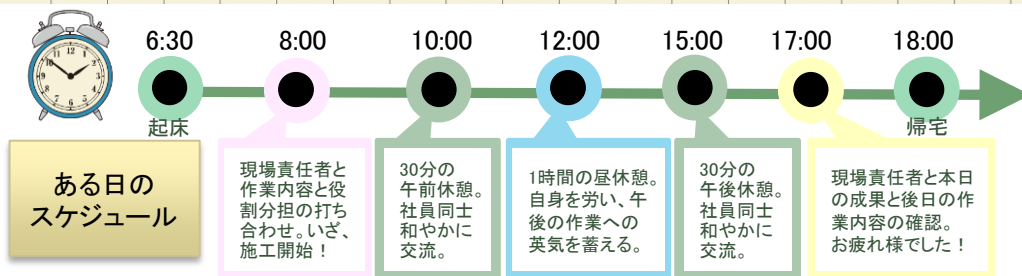 6:30
8:00
10:00
12:00
15:00
17:00
18:00
起床
帰宅
ある日の
スケジュール
現場責任者と
作業内容と役
割分担の打ち
合わせ。いざ、
施工開始！
30分の
午前休憩。
社員同士
和やかに
交流。
1時間の昼休憩。
自身を労い、午
後の作業への
英気を蓄える。
30分の
午後休憩。
社員同士
和やかに
交流。
現場責任者と本日
の成果と後日の作
業内容の確認。
お疲れ様でした！